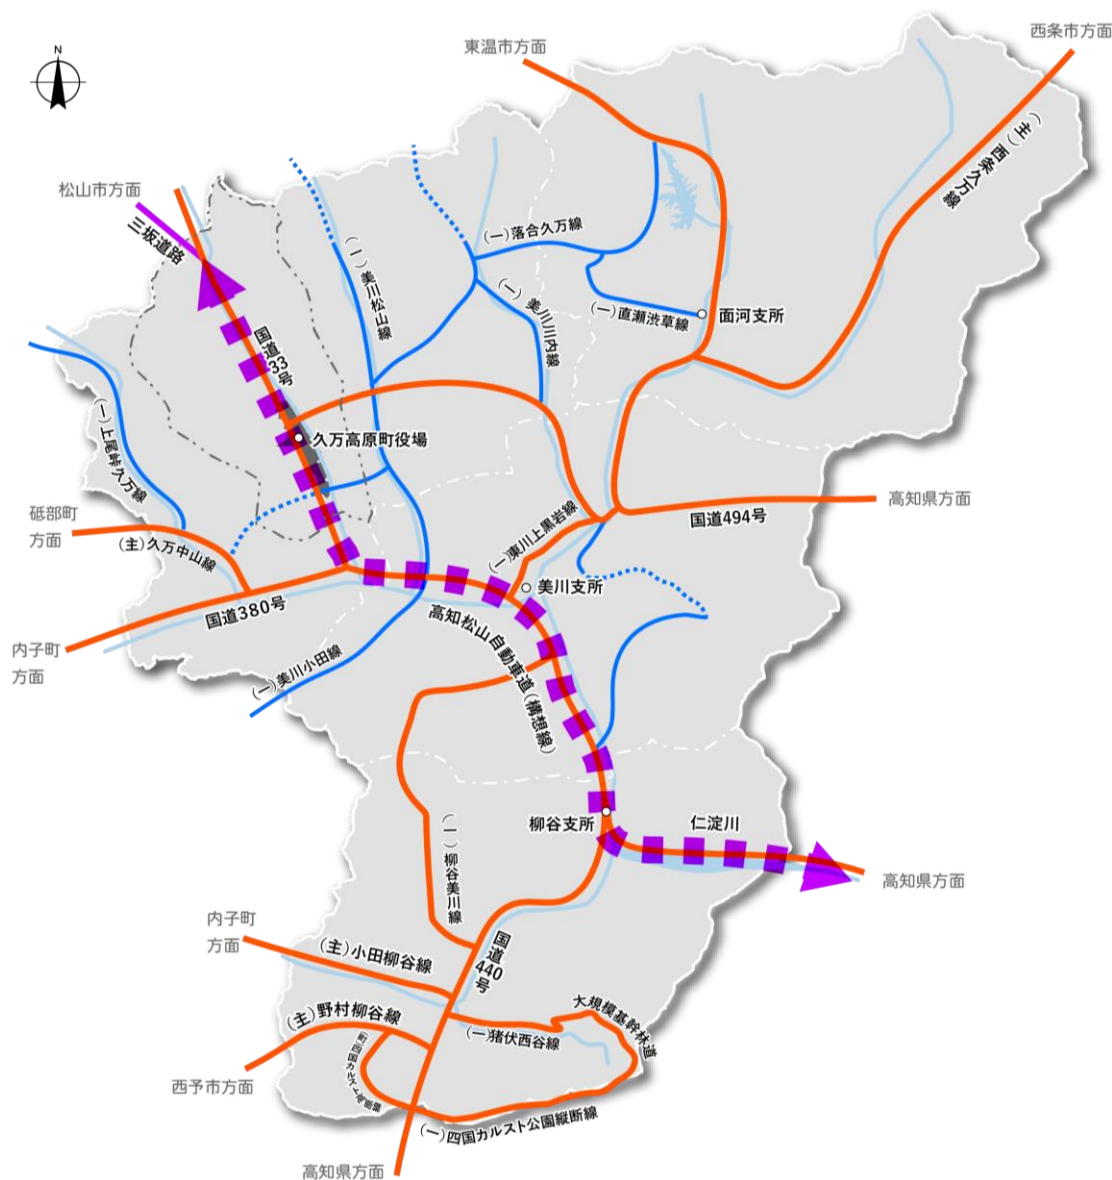 N
東温市方面
西条市方面
(主)西条久万線
松山市方面
三坂道路
(一)美川松山線
(一)落合久万線
(一)美川川内線
(一)直瀬渋草線
面河支所
国道33号
久万高原町役場
(一)上尾峠久万線
砥部町
方面
(主)久万中山線
国道494号
高知県方面
(一)東川上黒岩線
美川支所
国道380号
内子町
方面
(一)美川小田線
高知松山自動車道(構想線)
柳谷支所
仁淀川
高知県方面
(一)柳谷美川線
内子町
方面
(主)小田柳谷線
国道440号
(主)野村柳谷線
(一)猪伏西谷線
大規模基幹林道
西予市方面
(一)四国カルスト公園縦断線
高知県方面